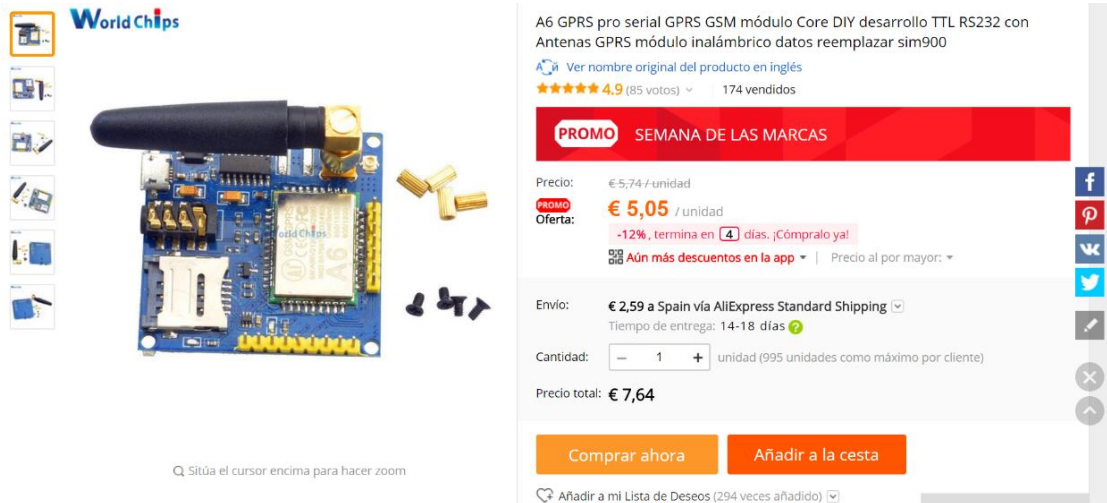 World Chips
A6 GPRS pro serial GPRS GSM módulo Core DIY desarrollo TTL RS232 con
Antenas GPRS módulo inalámbrico datos reemplazar sim900
Ver nombre original del producto en inglés
4.9 (85 votos) 174 vendidos
PROMO SEMANA DE LAS MARCAS
Precio: € 5,74 / unidad
PROMO
Oferta: € 5,05 / unidad
-12%, termina en 4 días. ¡Cómpralo ya!
Aún más descuentos en la app | Precio al por mayor:
Envío: € 2,59 a Spain vía AliExpress Standard Shipping
Tiempo de entrega: 14-18 días ?
Cantidad: − 1 + unidad (995 unidades como máximo por cliente)
Precio total: € 7,64
Comprar ahora
Añadir a la cesta
Añadir a mi Lista de Deseos (294 veces añadido)
World Chips
GSM/GPRS
A6
Sitúa el cursor encima para hacer zoom